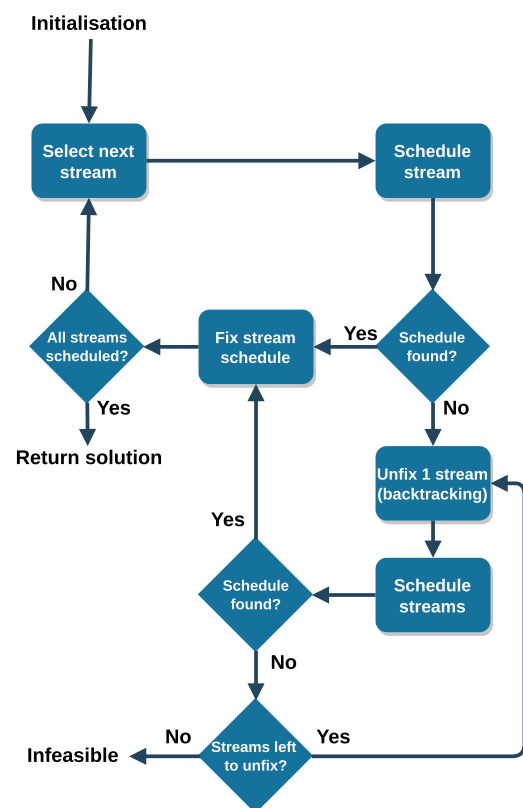 Initialisation
Select next
stream
Schedule
stream
No
All streams
scheduled?
Yes
Return solution
Fix stream
schedule
Yes
Schedule
found?
No
Unfix 1 stream
(backtracking)
Schedule
streams
Yes
Schedule
found?
No
Streams left
to unfix?
No
Infeasible
Yes